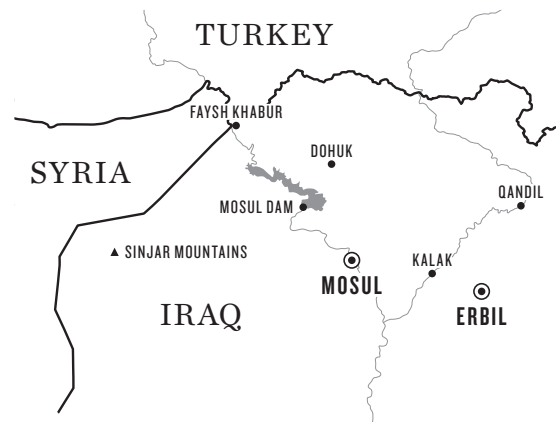 TURKEY
FAYSH KHABUR
DOHUK
SYRIA
QANDIL
MOSUL DAM
SINJAR MOUNTAINS
KALAK
MOSUL
IRAQ
ERBIL